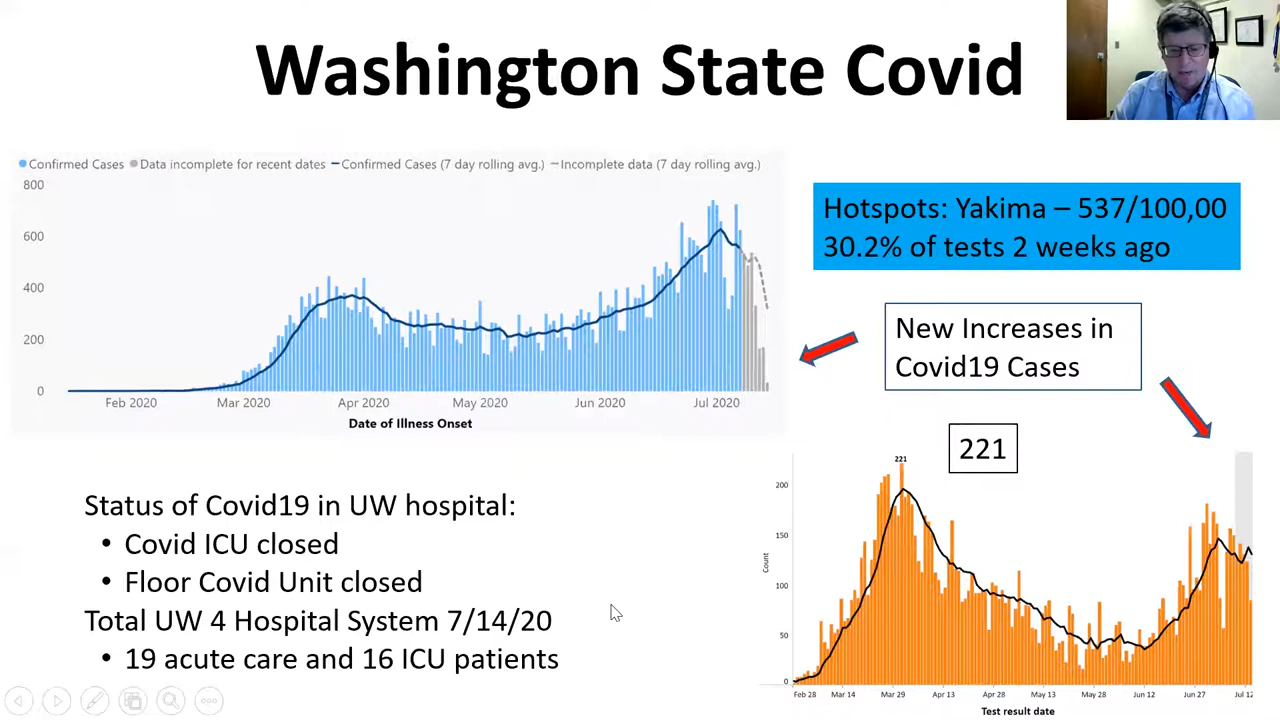 Washington State Covid
Confirmed Cases Data incomplete for recent dates Confirmed Cases (7 day rolling avg.) Incomplete data (7 day rolling avg.)
800
600
400
200
0
Feb 2020 Mar 2020 Apr 2020 May 2020 Jun 2020 Jul 2020
Date of Illness Onset
Hotspots: Yakima – 537/100,00
30.2% of tests 2 weeks ago
New Increases in
Covid19 Cases
221
Status of Covid19 in UW hospital:
• Covid ICU closed
• Floor Covid Unit closed
Total UW 4 Hospital System 7/14/20
• 19 acute care and 16 ICU patients
221
200
150
100
50
0
Count
Feb 28 Mar 14 Mar 29 Apr 13 Apr 28 May 13 May 28 Jun 12 Jun 27 Jul 12
Test result date